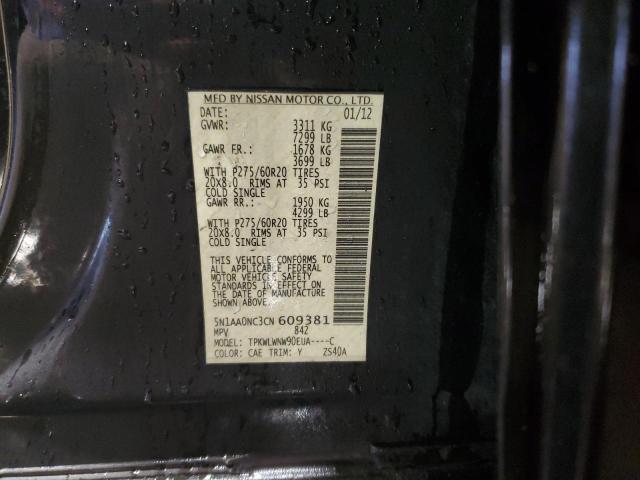 MFD BY NISSAN MOTOR CO., LTD.
DATE: 01/12
GVWR: 3311 KG
7299 LB
GAWR FR.: 1678 KG
3699 LB
WITH P275/60R20 TIRES
20X8.0 RIMS AT 35 PSI
COLD SINGLE
GAWR RR.: 1950 KG
4299 LB
WITH P275/60R20 TIRES
20X8.0 RIMS AT 35 PSI
COLD SINGLE
THIS VEHICLE CONFORMS TO
ALL APPLICABLE FEDERAL
MOTOR VEHICLE SAFETY
STANDARDS IN EFFECT ON
THE DATE OF MANUFACTURE
SHOWN ABOVE.
5N1AA0NC3CN 609381
MPV 84Z
MODEL: TPKWLWNW90EUA----C
COLOR: CAE TRIM: Y ZS40A